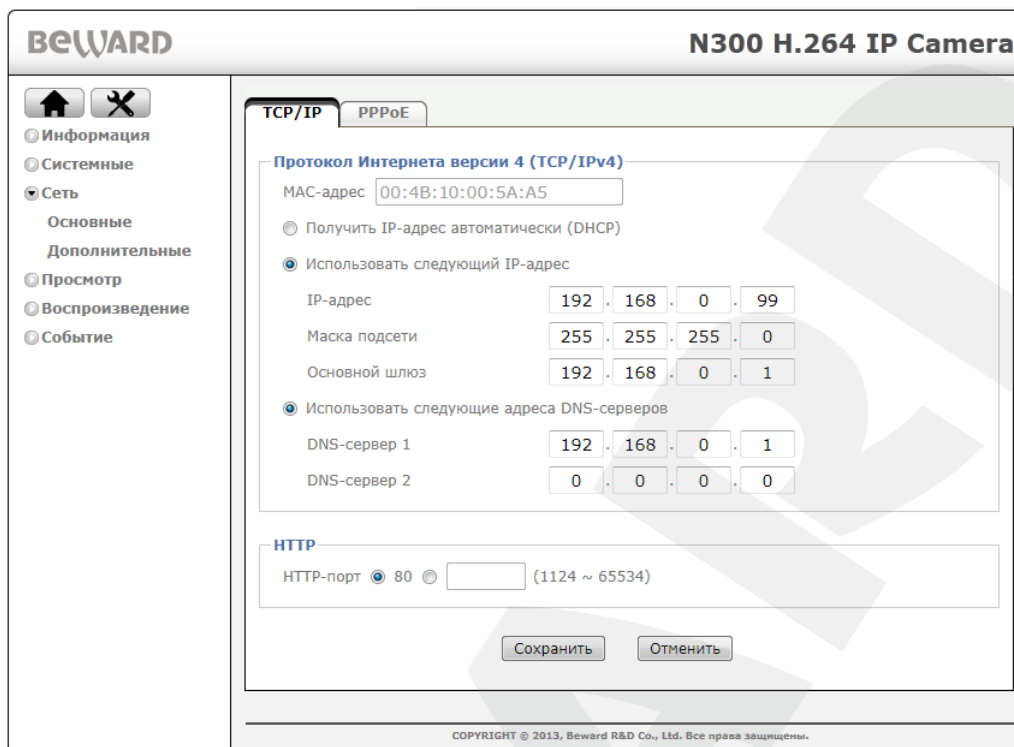 BEWARD
N300 H.264 IP Camera
Информация
Системные
Сеть
Основные
Дополнительные
Просмотр
Воспроизведение
Событие
TCP/IP PPPoE
Протокол Интернета версии 4 (TCP/IPv4)
MAC-адрес 00:4B:10:00:5A:A5
Получить IP-адрес автоматически (DHCP)
Использовать следующий IP-адрес
IP-адрес 192 . 168 . 0 . 99
Маска подсети 255 . 255 . 255 . 0
Основной шлюз 192 . 168 . 0 . 1
Использовать следующие адреса DNS-серверов
DNS-сервер 1 192 . 168 . 0 . 1
DNS-сервер 2 0 . 0 . 0 . 0
HTTP
HTTP-порт 80 (1124 ~ 65534)
Сохранить Отменить
COPYRIGHT © 2013, Beward R&D Co., Ltd. Все права защищены.